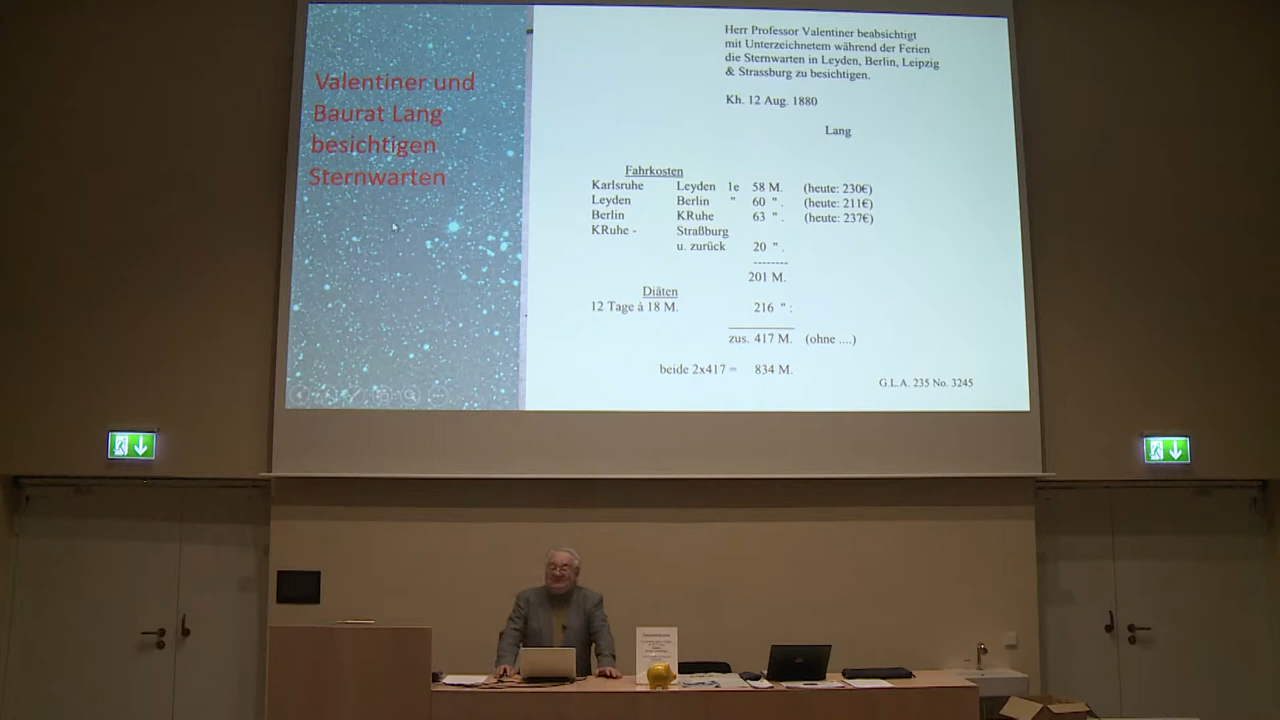 Valentiner und
Baurat Lang
besichtigen
Sternwarten
Herr Professor Valentiner beabsichtigt
mit Unterzeichnetem während der Ferien
die Sternwarten in Leyden, Berlin, Leipzig
& Strassburg zu besichtigen.
Kh. 12 Aug. 1880
Lang
Fahrkosten
Karlsruhe Leyden 1e 58 M. (heute: 230€)
Leyden Berlin " 60 ". (heute: 211€)
Berlin KRuhe 63 ". (heute: 237€)
KRuhe - Straßburg
u. zurück 20 ".
--------
201 M.
Diäten
12 Tage à 18 M. 216 ":
zus. 417 M. (ohne ....)
beide 2x417 = 834 M.
G.L.A. 235 No. 3245